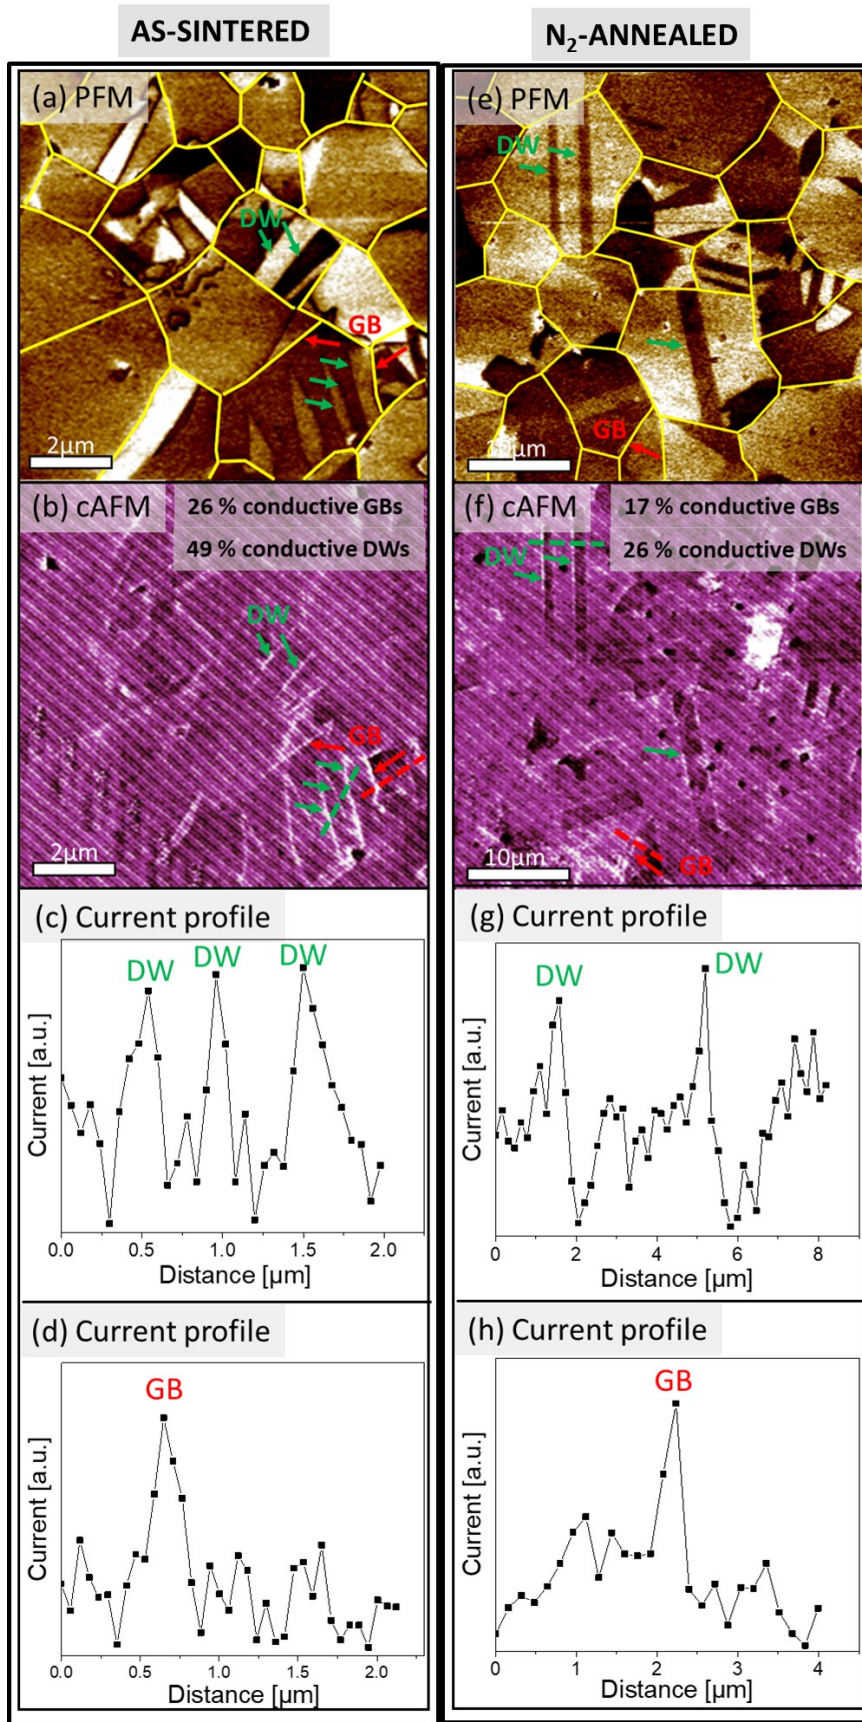 AS-SINTERED
(a) PFM
DW
GB
2µm
(b) cAFM
26 % conductive GBs
49 % conductive DWs
DW
GB
2µm
(c) Current profile
DW DW DW
Current [a.u.]
0.0 0.5 1.0 1.5 2.0
Distance [µm]
(d) Current profile
GB
Current [a.u.]
0.0 0.5 1.0 1.5 2.0
Distance [µm]
N₂-ANNEALED
(e) PFM
DW
GB
(f) cAFM
17 % conductive GBs
26 % conductive DWs
DW
GB
10µm
(g) Current profile
DW DW
Current [a.u.]
0 2 4 6 8
Distance [µm]
(h) Current profile
GB
Current [a.u.]
0 1 2 3 4
Distance [µm]